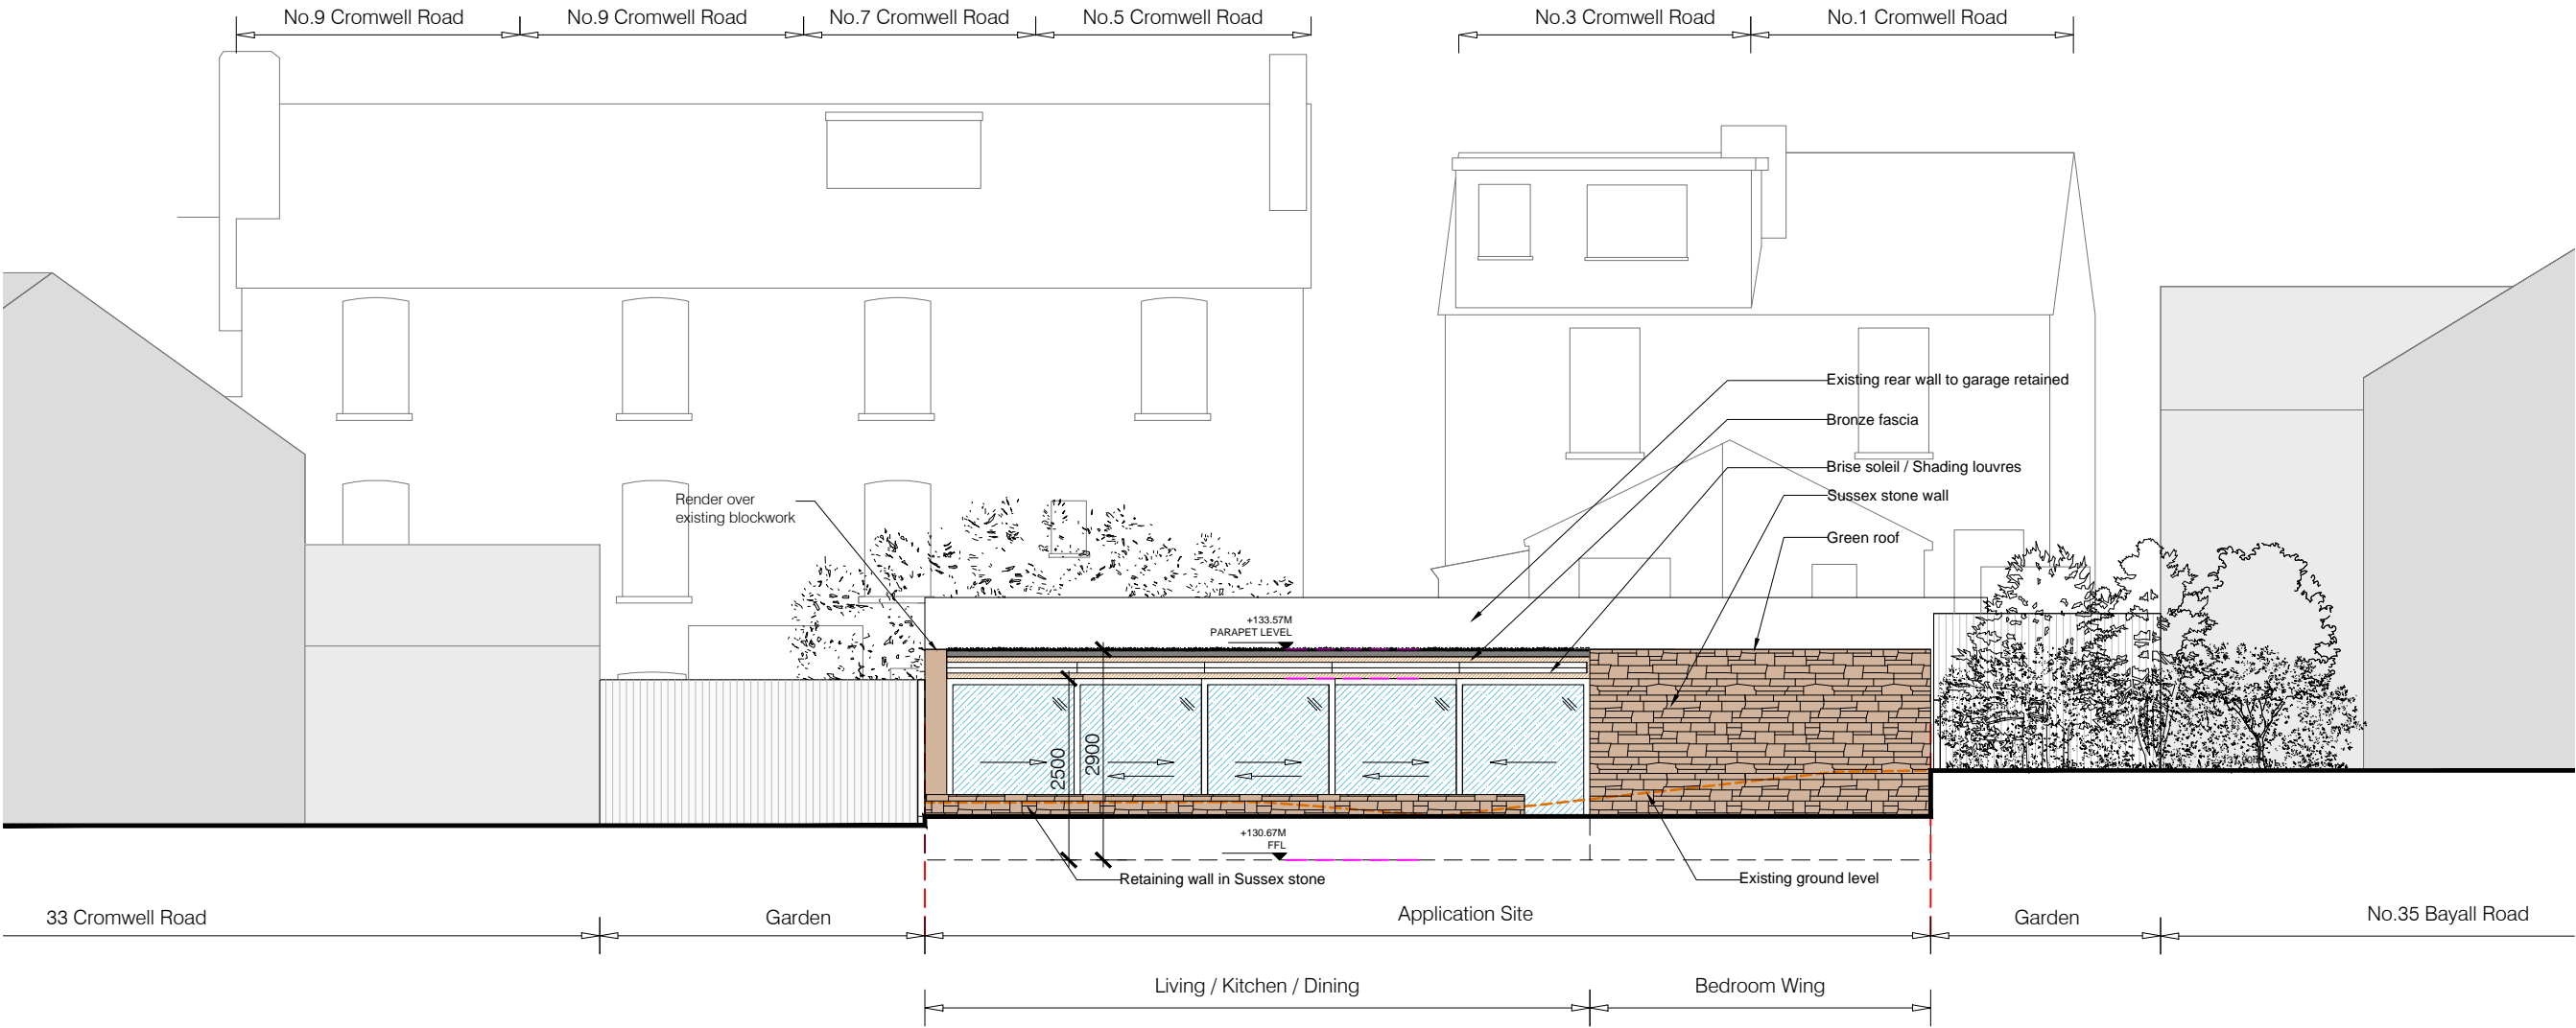 No.9 Cromwell Road
No.9 Cromwell Road
No.7 Cromwell Road
No.5 Cromwell Road
No.3 Cromwell Road
No.1 Cromwell Road
Existing rear wall to garage retained
Bronze fascia
Brise soleil / Shading louvres
Sussex stone wall
Green roof
Render over
existing blockwork
+133.57M
PARAPET LEVEL
2500
2900
+130.67M
FFL
Retaining wall in Sussex stone
Existing ground level
33 Cromwell Road
Garden
Application Site
Garden
No.35 Bayall Road
Living / Kitchen / Dining
Bedroom Wing